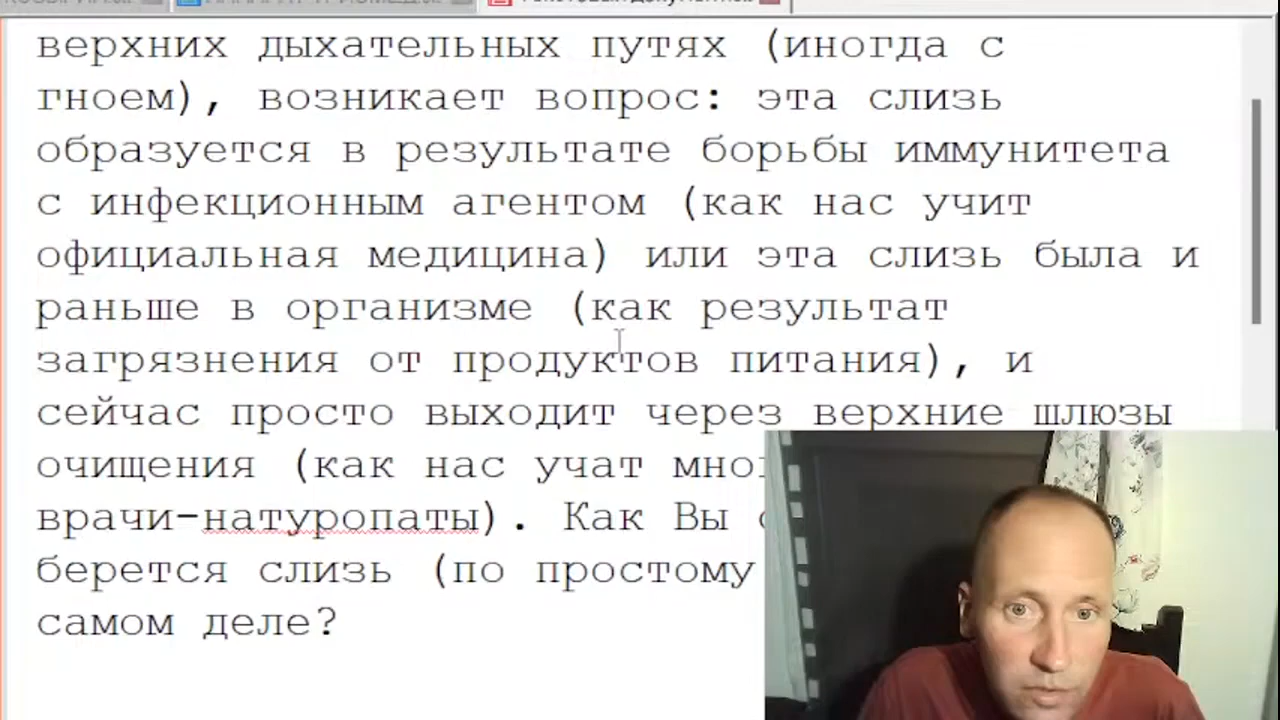 верхних дыхательных путях (иногда с
гноем), возникает вопрос: эта слизь
образуется в результате борьбы иммунитета
с инфекционным агентом (как нас учит
официальная медицина) или эта слизь была и
раньше в организме (как результат
загрязнения от продуктов питания), и
сейчас просто выходит через верхние шлюзы
очищения (как нас учат
врачи-натуропаты). Как Вы
берется слизь (по простому
самом деле?